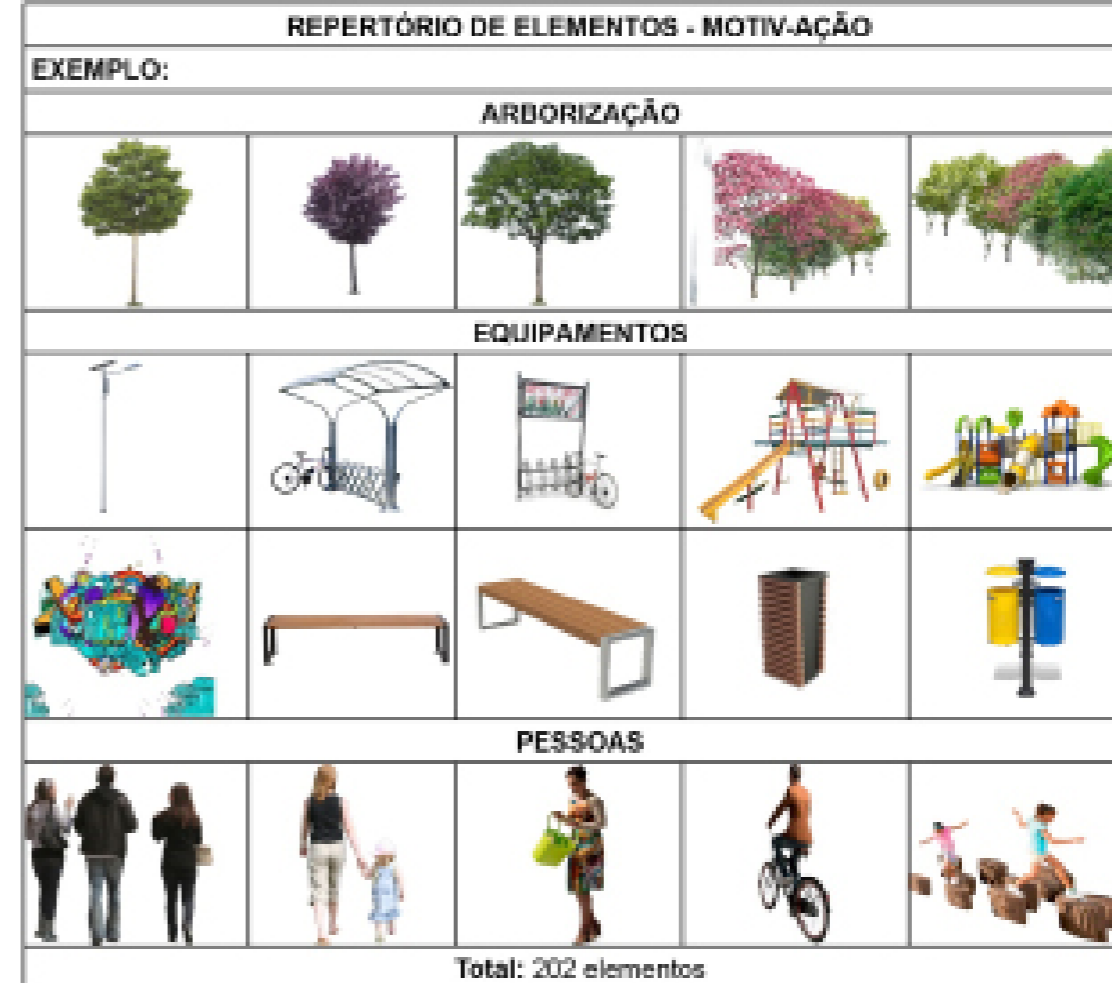 REPERTÓRIO DE ELEMENTOS - MOTIV-AÇÃO
EXEMPLO:
ARBORIZAÇÃO
EQUIPAMENTOS
PESSOAS
Total: 202 elementos